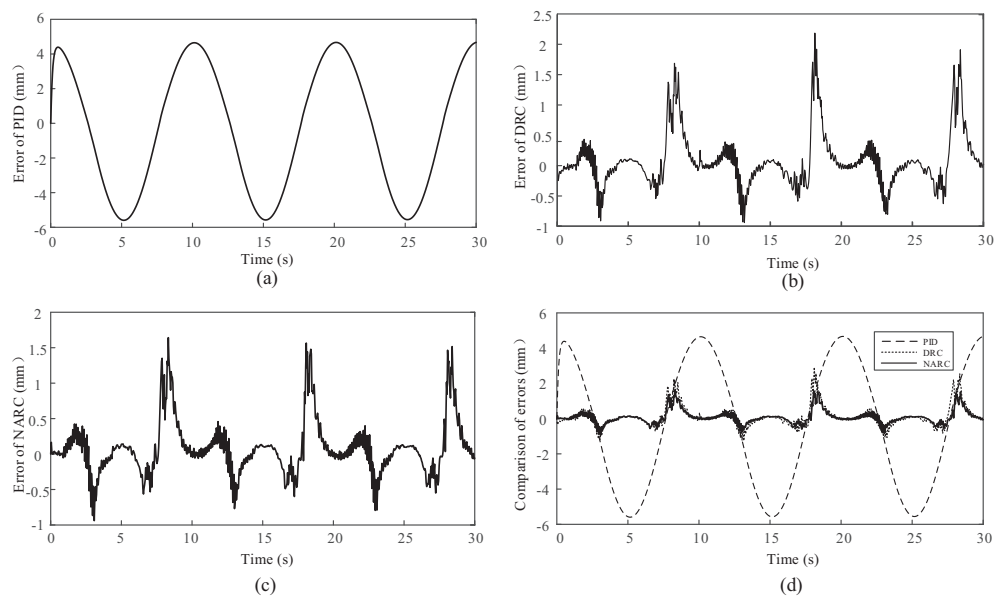 6
4
2
0
-2
-4
-6
Error of PID (mm)
0 5 10 15 20 25 30
Time (s)
(a)
2.5
2
1.5
1
0.5
0
-0.5
-1
Error of DRC (mm)
0 5 10 15 20 25 30
Time (s)
(b)
2
1.5
1
0.5
0
-0.5
-1
Error of NARC (mm)
0 5 10 15 20 25 30
Time (s)
(c)
6
4
2
0
-2
-4
-6
Comparison of errors (mm)
PID
DRC
NARC
0 5 10 15 20 25 30
Time (s)
(d)